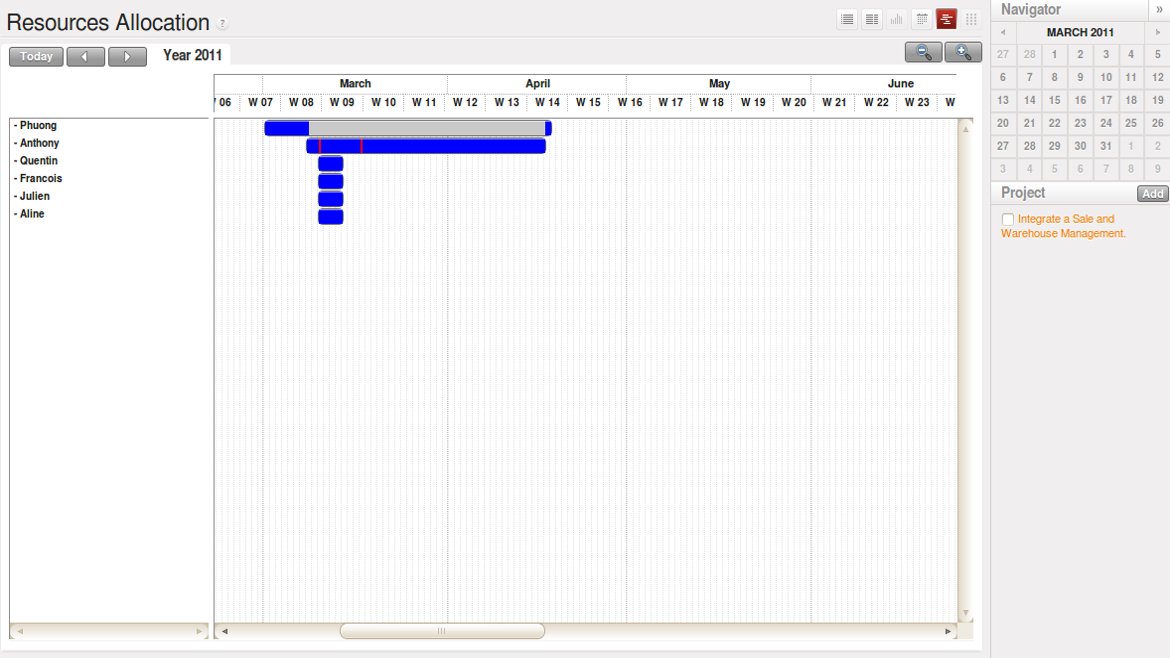 Resources Allocation ?
Today
Year 2011
March April May June
06 W 07 W 08 W 09 W 10 W 11 W 12 W 13 W 14 W 15 W 16 W 17 W 18 W 19 W 20 W 21 W 22 W 23 W
- Phuong
- Anthony
- Quentin
- Francois
- Julien
- Aline
Navigator »
MARCH 2011
27 28 1 2 3 4 5
6 7 8 9 10 11 12
13 14 15 16 17 18 19
20 21 22 23 24 25 26
27 28 29 30 31 1 2
3 4 5 6 7 8 9
Project Add
Integrate a Sale and
Warehouse Management.